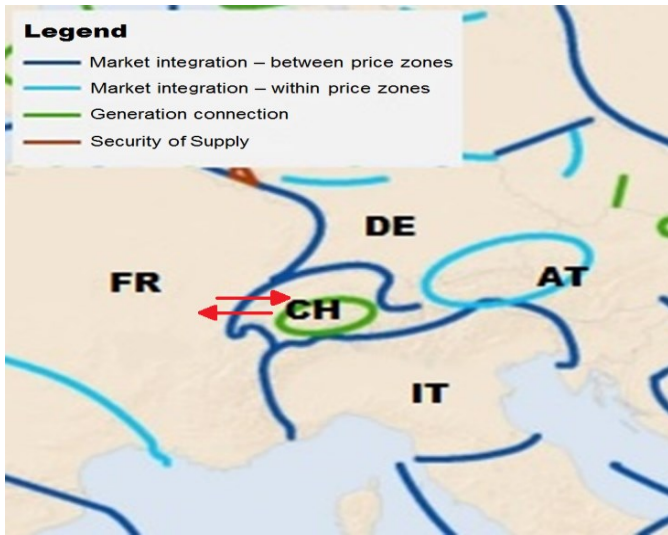 Legend
Market integration – between price zones
Market integration – within price zones
Generation connection
Security of Supply
DE
FR
AT
CH
IT